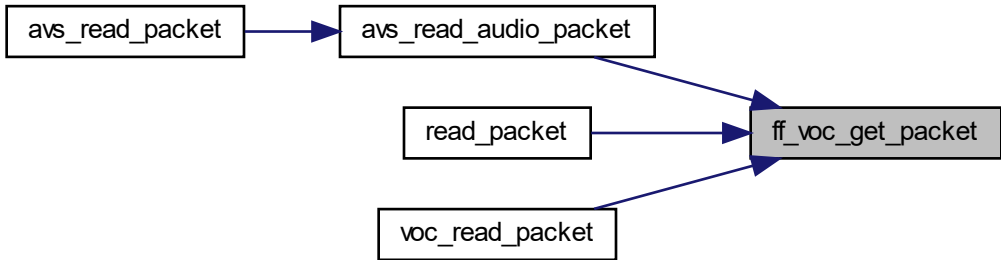 avs_read_packet
avs_read_audio_packet
read_packet
ff_voc_get_packet
voc_read_packet